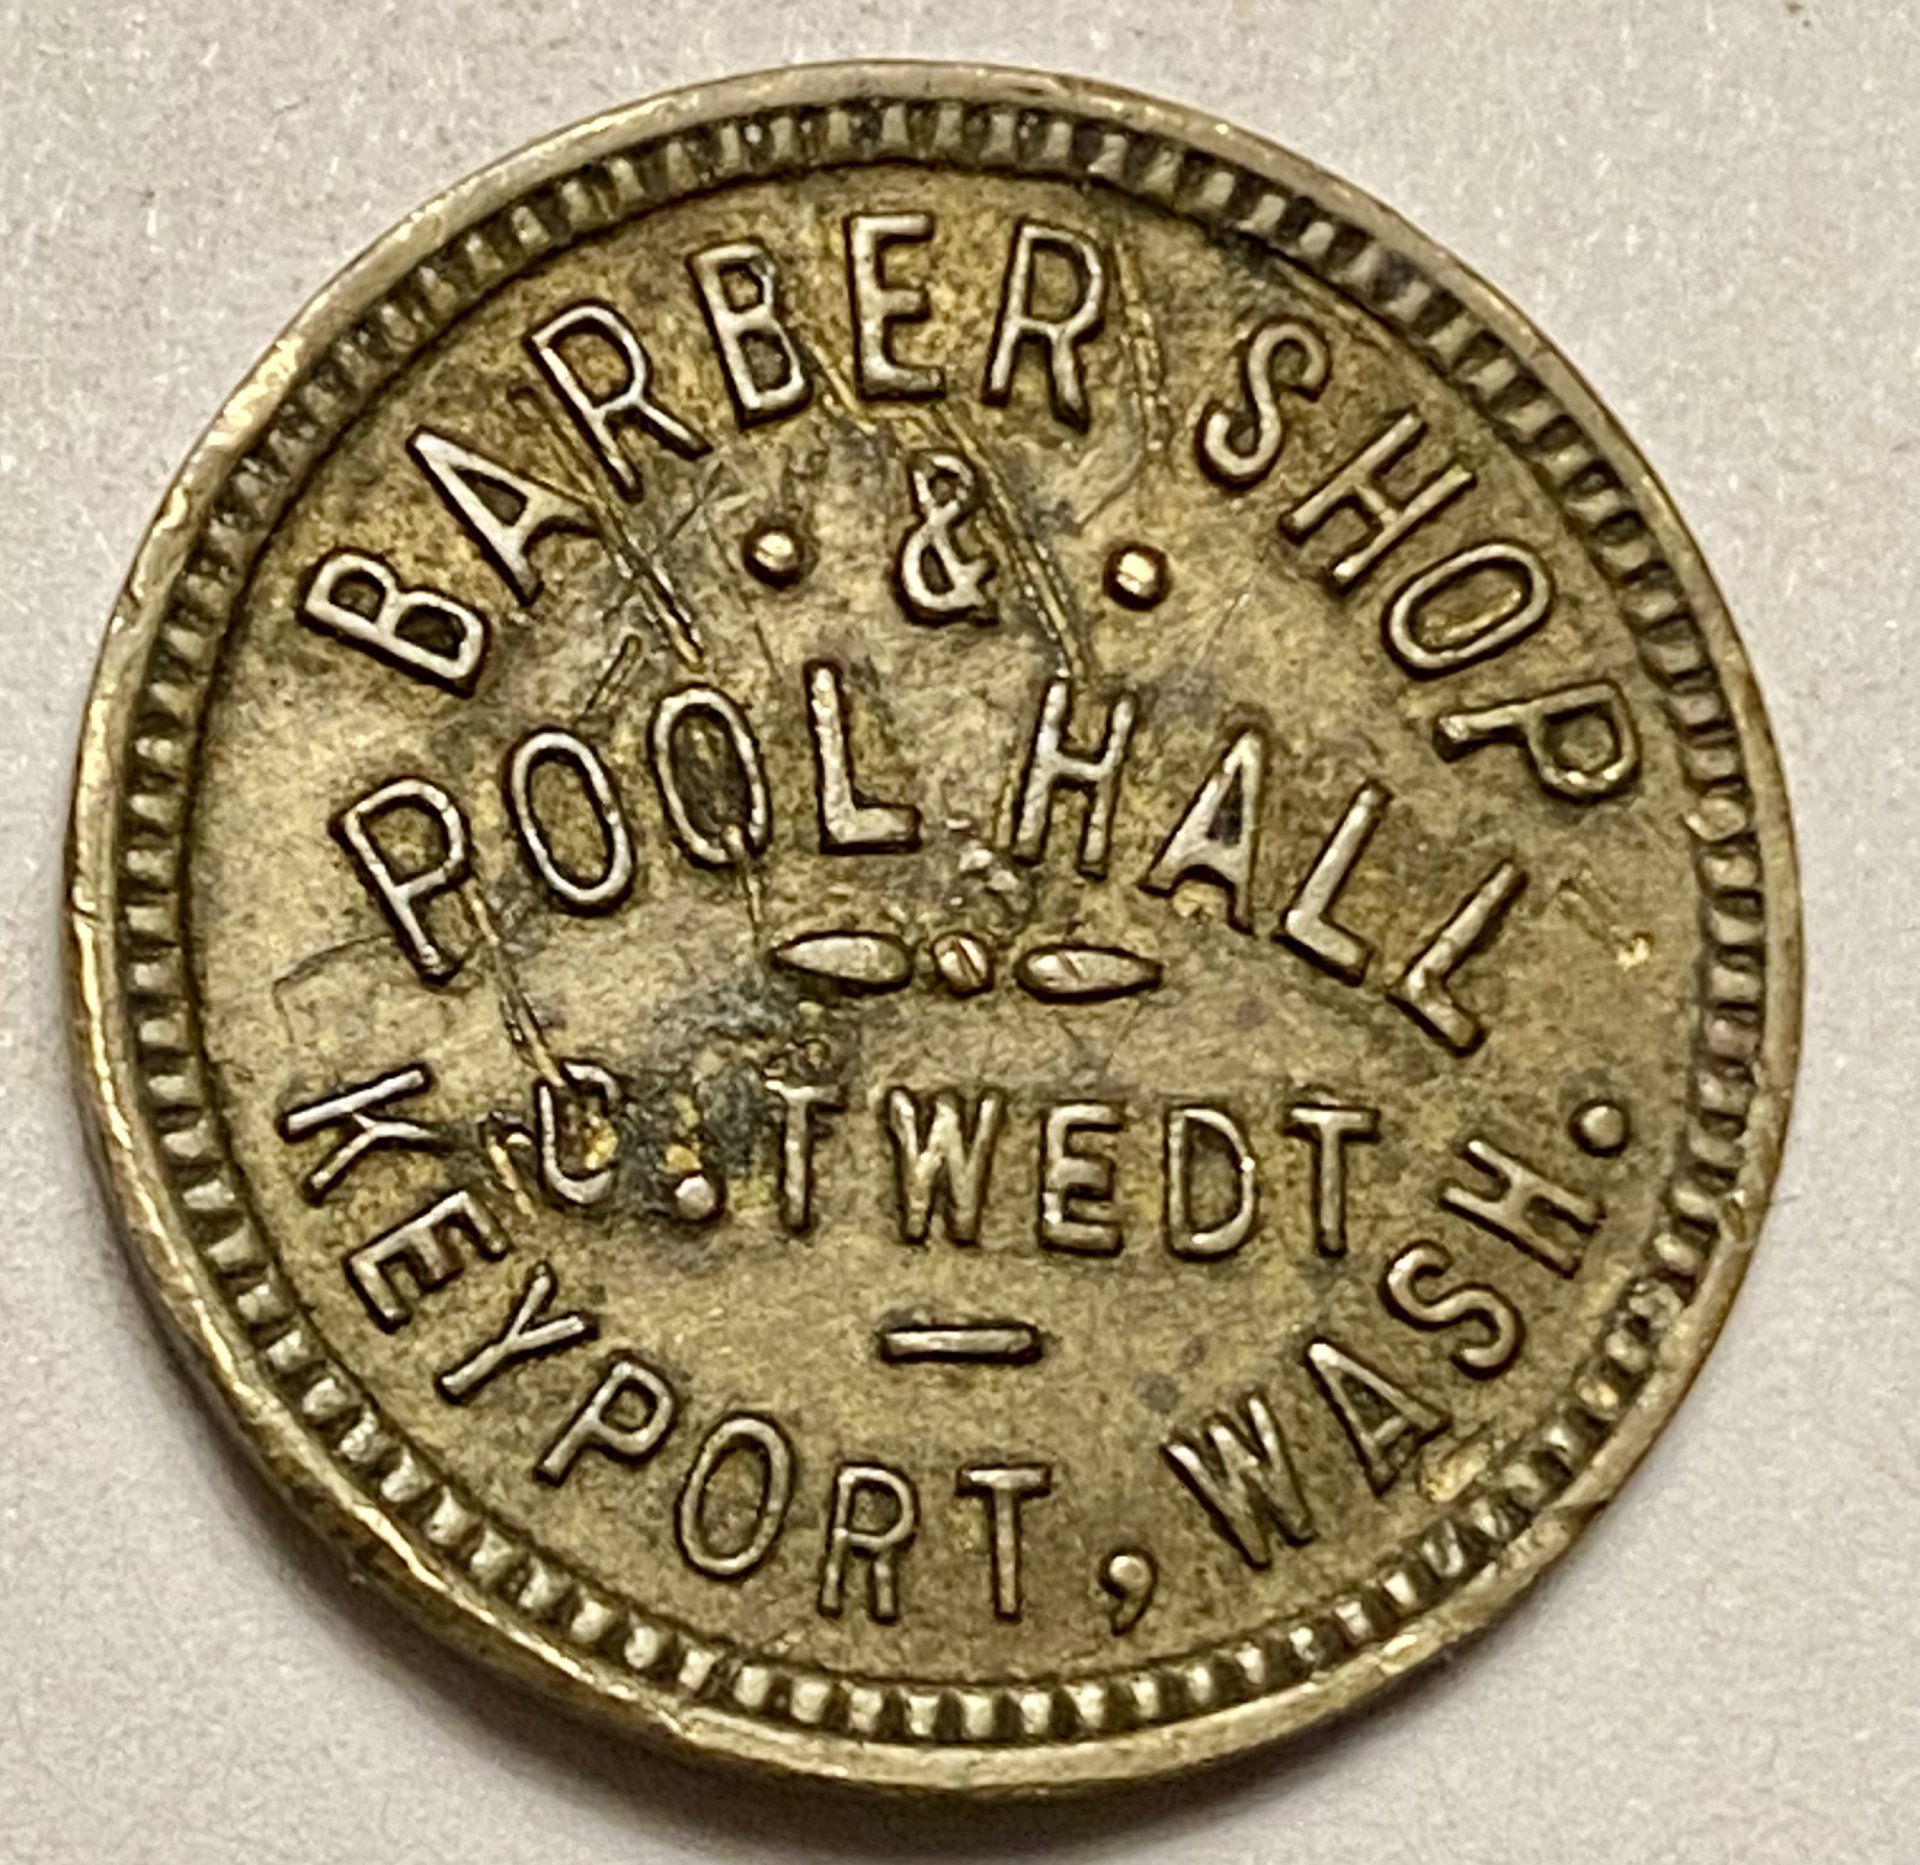 BARBER SHOP
&
POOL HALL
C. TWEDT
KEYPORT, WASH.